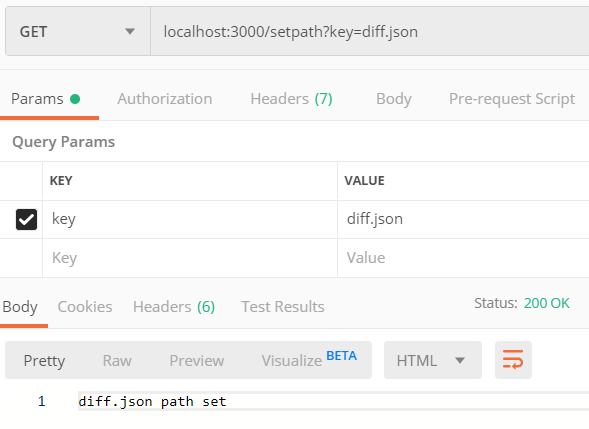 GET localhost:3000/setpath?key=diff.json
Params Authorization Headers (7) Body Pre-request Script
Query Params
KEY VALUE
key diff.json
Key Value
Body Cookies Headers (6) Test Results Status: 200 OK
Pretty Raw Preview Visualize BETA HTML
1 diff.json path set